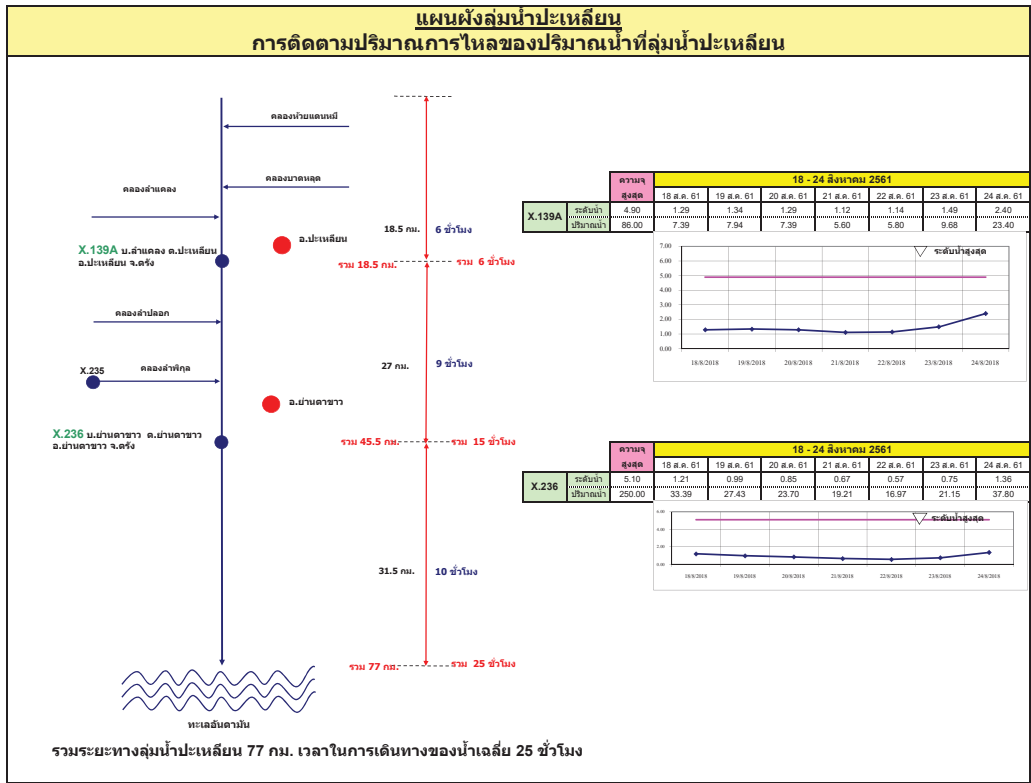 แผนผังลุ่มน้ำปะเหลียน
การติดตามปริมาณการไหลของปริมาณน้ำที่ลุ่มน้ำปะเหลียน
คลองห้วยแดนหมี
คลองบาดหลุด
คลองลำแคลง
อ.ปะเหลียน
18.5 กม.
6 ชั่วโมง
X.139A บ.ลำแคลง ต.ปะเหลียน
อ.ปะเหลียน จ.ตรัง
รวม 18.5 กม.
รวม 6 ชั่วโมง
คลองลำปลอก
X.235
คลองลำพิกุล
27 กม.
9 ชั่วโมง
อ.ย่านตาขาว
X.236 บ.ย่านตาขาว ต.ย่านตาขาว
อ.ย่านตาขาว จ.ตรัง
รวม 45.5 กม.
รวม 15 ชั่วโมง
31.5 กม.
10 ชั่วโมง
รวม 77 กม.
รวม 25 ชั่วโมง
ทะเลอันดามัน
รวมระยะทางลุ่มน้ำปะเหลียน 77 กม. เวลาในการเดินทางของน้ำเฉลี่ย 25 ชั่วโมง
ความจุ
สูงสุด
18 - 24 สิงหาคม 2561
18 ส.ค. 61 19 ส.ค. 61 20 ส.ค. 61 21 ส.ค. 61 22 ส.ค. 61 23 ส.ค. 61 24 ส.ค. 61
X.139A
ระดับน้ำ 4.90 1.29 1.34 1.29 1.12 1.14 1.49 2.40
ปริมาณน้ำ 86.00 7.39 7.94 7.39 5.60 5.80 9.68 23.40
ระดับน้ำสูงสุด
7.00
6.00
5.00
4.00
3.00
2.00
1.00
0.00
18/8/2018 19/8/2018 20/8/2018 21/8/2018 22/8/2018 23/8/2018 24/8/2018
ความจุ
สูงสุด
18 - 24 สิงหาคม 2561
18 ส.ค. 61 19 ส.ค. 61 20 ส.ค. 61 21 ส.ค. 61 22 ส.ค. 61 23 ส.ค. 61 24 ส.ค. 61
X.236
ระดับน้ำ 5.10 1.21 0.99 0.85 0.67 0.57 0.75 1.36
ปริมาณน้ำ 250.00 33.39 27.43 23.70 19.21 16.97 21.15 37.80
ระดับน้ำสูงสุด
6.00
4.00
2.00
0.00
18/8/2018 19/8/2018 20/8/2018 21/8/2018 22/8/2018 23/8/2018 24/8/2018